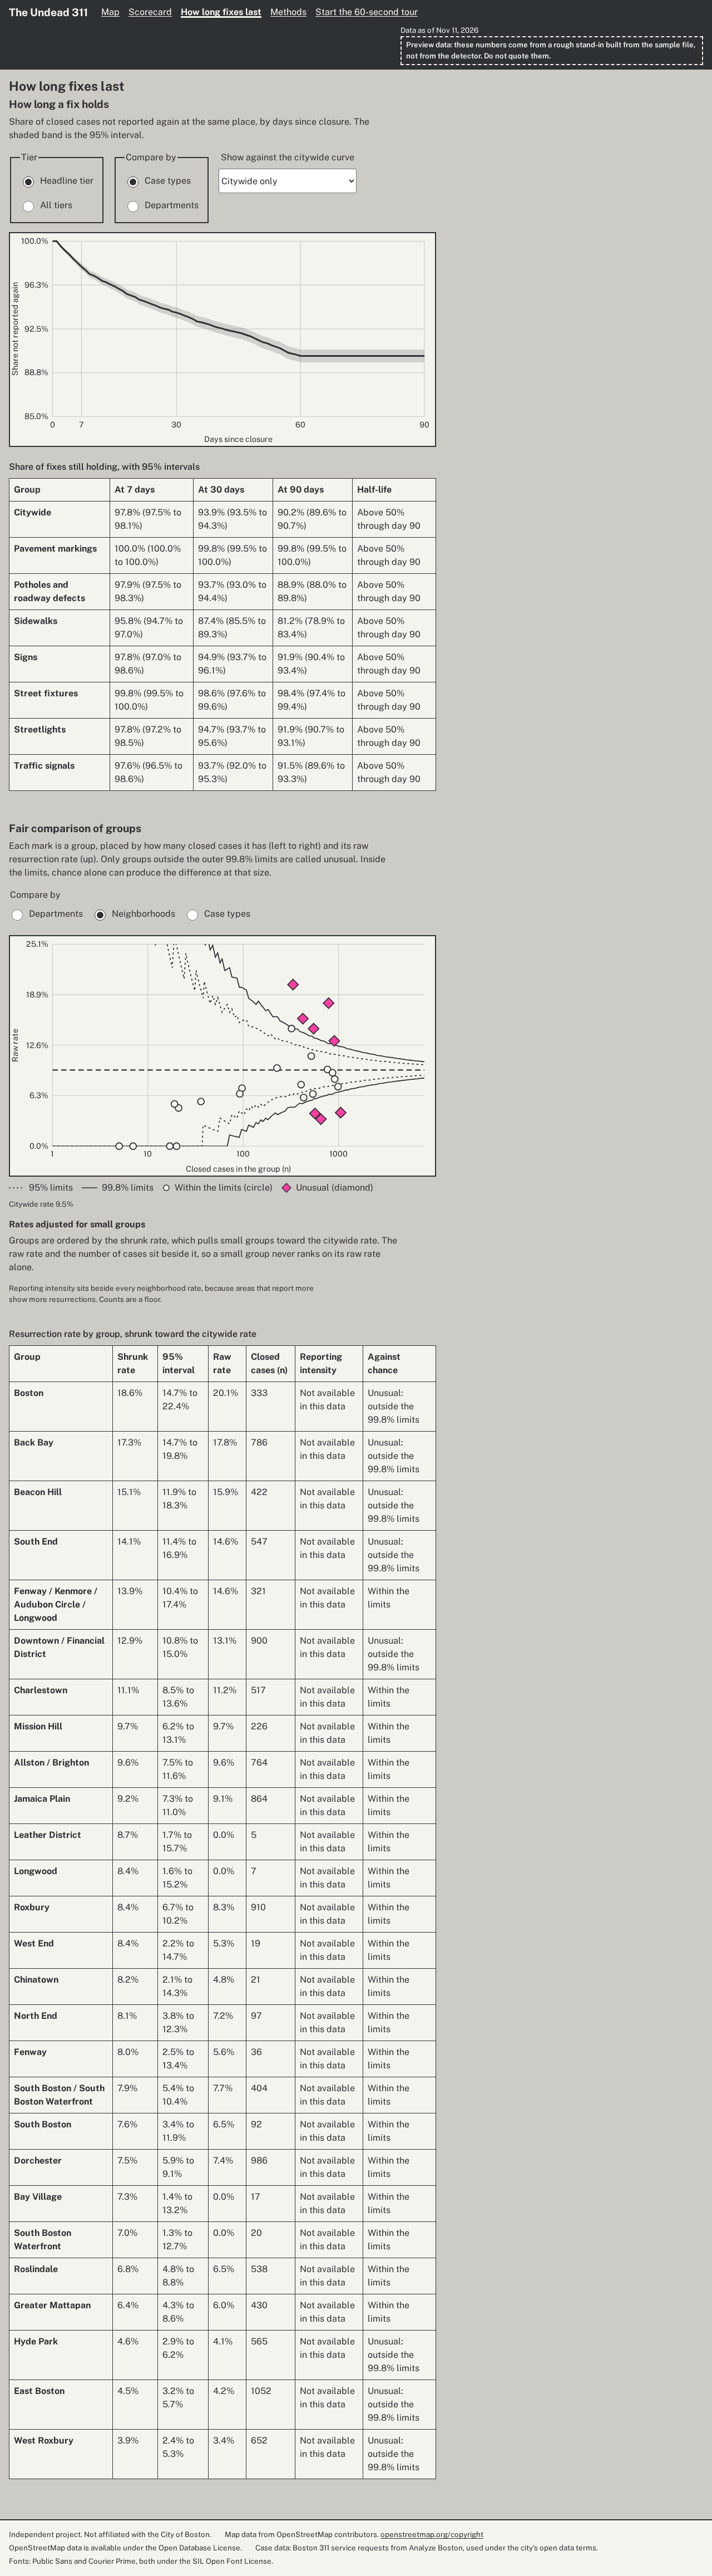 The Undead 311 Map Scorecard How long fixes last Methods Start the 60-second tour
Data as of Nov 11, 2026
Preview data: these numbers come from a rough stand-in built from the sample file,
not from the detector. Do not quote them.
How long fixes last
How long a fix holds
Share of closed cases not reported again at the same place, by days since closure. The
shaded band is the 95% interval.
Tier
Headline tier
All tiers
Compare by
Case types
Departments
Show against the citywide curve
Citywide only
Share not reported again
100.0%
96.3%
92.5%
88.8%
85.0%
0 7 30 60 90
Days since closure
Share of fixes still holding, with 95% intervals
Group At 7 days At 30 days At 90 days Half-life
Citywide 97.8% (97.5% to 93.9% (93.5% to 90.2% (89.6% to Above 50%
98.1%) 94.3%) 90.7%) through day 90
Pavement markings 100.0% (100.0% 99.8% (99.5% to 99.8% (99.5% to Above 50%
to 100.0%) 100.0%) 100.0%) through day 90
Potholes and 97.9% (97.5% to 93.7% (93.0% to 88.9% (88.0% to Above 50%
roadway defects 98.3%) 94.4%) 89.8%) through day 90
Sidewalks 95.8% (94.7% to 87.4% (85.5% to 81.2% (78.9% to Above 50%
97.0%) 89.3%) 83.4%) through day 90
Signs 97.8% (97.0% to 94.9% (93.7% to 91.9% (90.4% to Above 50%
98.6%) 96.1%) 93.4%) through day 90
Street fixtures 99.8% (99.5% to 98.6% (97.6% to 98.4% (97.4% to Above 50%
100.0%) 99.6%) 99.4%) through day 90
Streetlights 97.8% (97.2% to 94.7% (93.7% to 91.9% (90.7% to Above 50%
98.5%) 95.6%) 93.1%) through day 90
Traffic signals 97.6% (96.5% to 93.7% (92.0% to 91.5% (89.6% to Above 50%
98.6%) 95.3%) 93.3%) through day 90
Fair comparison of groups
Each mark is a group, placed by how many closed cases it has (left to right) and its raw
resurrection rate (up). Only groups outside the outer 99.8% limits are called unusual. Inside
the limits, chance alone can produce the difference at that size.
Compare by
Departments Neighborhoods Case types
Raw rate
25.1%
18.9%
12.6%
6.3%
0.0%
1 10 100 1000
Closed cases in the group (n)
95% limits 99.8% limits Within the limits (circle) Unusual (diamond)
Citywide rate 9.5%
Rates adjusted for small groups
Groups are ordered by the shrunk rate, which pulls small groups toward the citywide rate. The
raw rate and the number of cases sit beside it, so a small group never ranks on its raw rate
alone.
Reporting intensity sits beside every neighborhood rate, because areas that report more
show more resurrections. Counts are a floor.
Resurrection rate by group, shrunk toward the citywide rate
Group Shrunk 95% Raw Closed Reporting Against
rate interval rate cases (n) intensity chance
Boston 18.6% 14.7% to 20.1% 333 Not available Unusual:
22.4% in this data outside the
99.8% limits
Back Bay 17.3% 14.7% to 17.8% 786 Not available Unusual:
19.8% in this data outside the
99.8% limits
Beacon Hill 15.1% 11.9% to 15.9% 422 Not available Unusual:
18.3% in this data outside the
99.8% limits
South End 14.1% 11.4% to 14.6% 547 Not available Unusual:
16.9% in this data outside the
99.8% limits
Fenway / Kenmore / 13.9% 10.4% to 14.6% 321 Not available Within the
Audubon Circle / 17.4% in this data limits
Longwood
Downtown / Financial 12.9% 10.8% to 13.1% 900 Not available Unusual:
District 15.0% in this data outside the
99.8% limits
Charlestown 11.1% 8.5% to 11.2% 517 Not available Within the
13.6% in this data limits
Mission Hill 9.7% 6.2% to 9.7% 226 Not available Within the
13.1% in this data limits
Allston / Brighton 9.6% 7.5% to 9.6% 764 Not available Within the
11.6% in this data limits
Jamaica Plain 9.2% 7.3% to 9.1% 864 Not available Within the
11.0% in this data limits
Leather District 8.7% 1.7% to 0.0% 5 Not available Within the
15.7% in this data limits
Longwood 8.4% 1.6% to 0.0% 7 Not available Within the
15.2% in this data limits
Roxbury 8.4% 6.7% to 8.3% 910 Not available Within the
10.2% in this data limits
West End 8.4% 2.2% to 5.3% 19 Not available Within the
14.7% in this data limits
Chinatown 8.2% 2.1% to 4.8% 21 Not available Within the
14.3% in this data limits
North End 8.1% 3.8% to 7.2% 97 Not available Within the
12.3% in this data limits
Fenway 8.0% 2.5% to 5.6% 36 Not available Within the
13.4% in this data limits
South Boston / South 7.9% 5.4% to 7.7% 404 Not available Within the
Boston Waterfront 10.4% in this data limits
South Boston 7.6% 3.4% to 6.5% 92 Not available Within the
11.9% in this data limits
Dorchester 7.5% 5.9% to 7.4% 986 Not available Within the
9.1% in this data limits
Bay Village 7.3% 1.4% to 0.0% 17 Not available Within the
13.2% in this data limits
South Boston 7.0% 1.3% to 0.0% 20 Not available Within the
Waterfront 12.7% in this data limits
Roslindale 6.8% 4.8% to 6.5% 538 Not available Within the
8.8% in this data limits
Greater Mattapan 6.4% 4.3% to 6.0% 430 Not available Within the
8.6% in this data limits
Hyde Park 4.6% 2.9% to 4.1% 565 Not available Unusual:
6.2% in this data outside the
99.8% limits
East Boston 4.5% 3.2% to 4.2% 1052 Not available Unusual:
5.7% in this data outside the
99.8% limits
West Roxbury 3.9% 2.4% to 3.4% 652 Not available Unusual:
5.3% in this data outside the
99.8% limits
Independent project. Not affiliated with the City of Boston. Map data from OpenStreetMap contributors. openstreetmap.org/copyright
OpenStreetMap data is available under the Open Database License. Case data: Boston 311 service requests from Analyze Boston, used under the city's open data terms.
Fonts: Public Sans and Courier Prime, both under the SIL Open Font License.